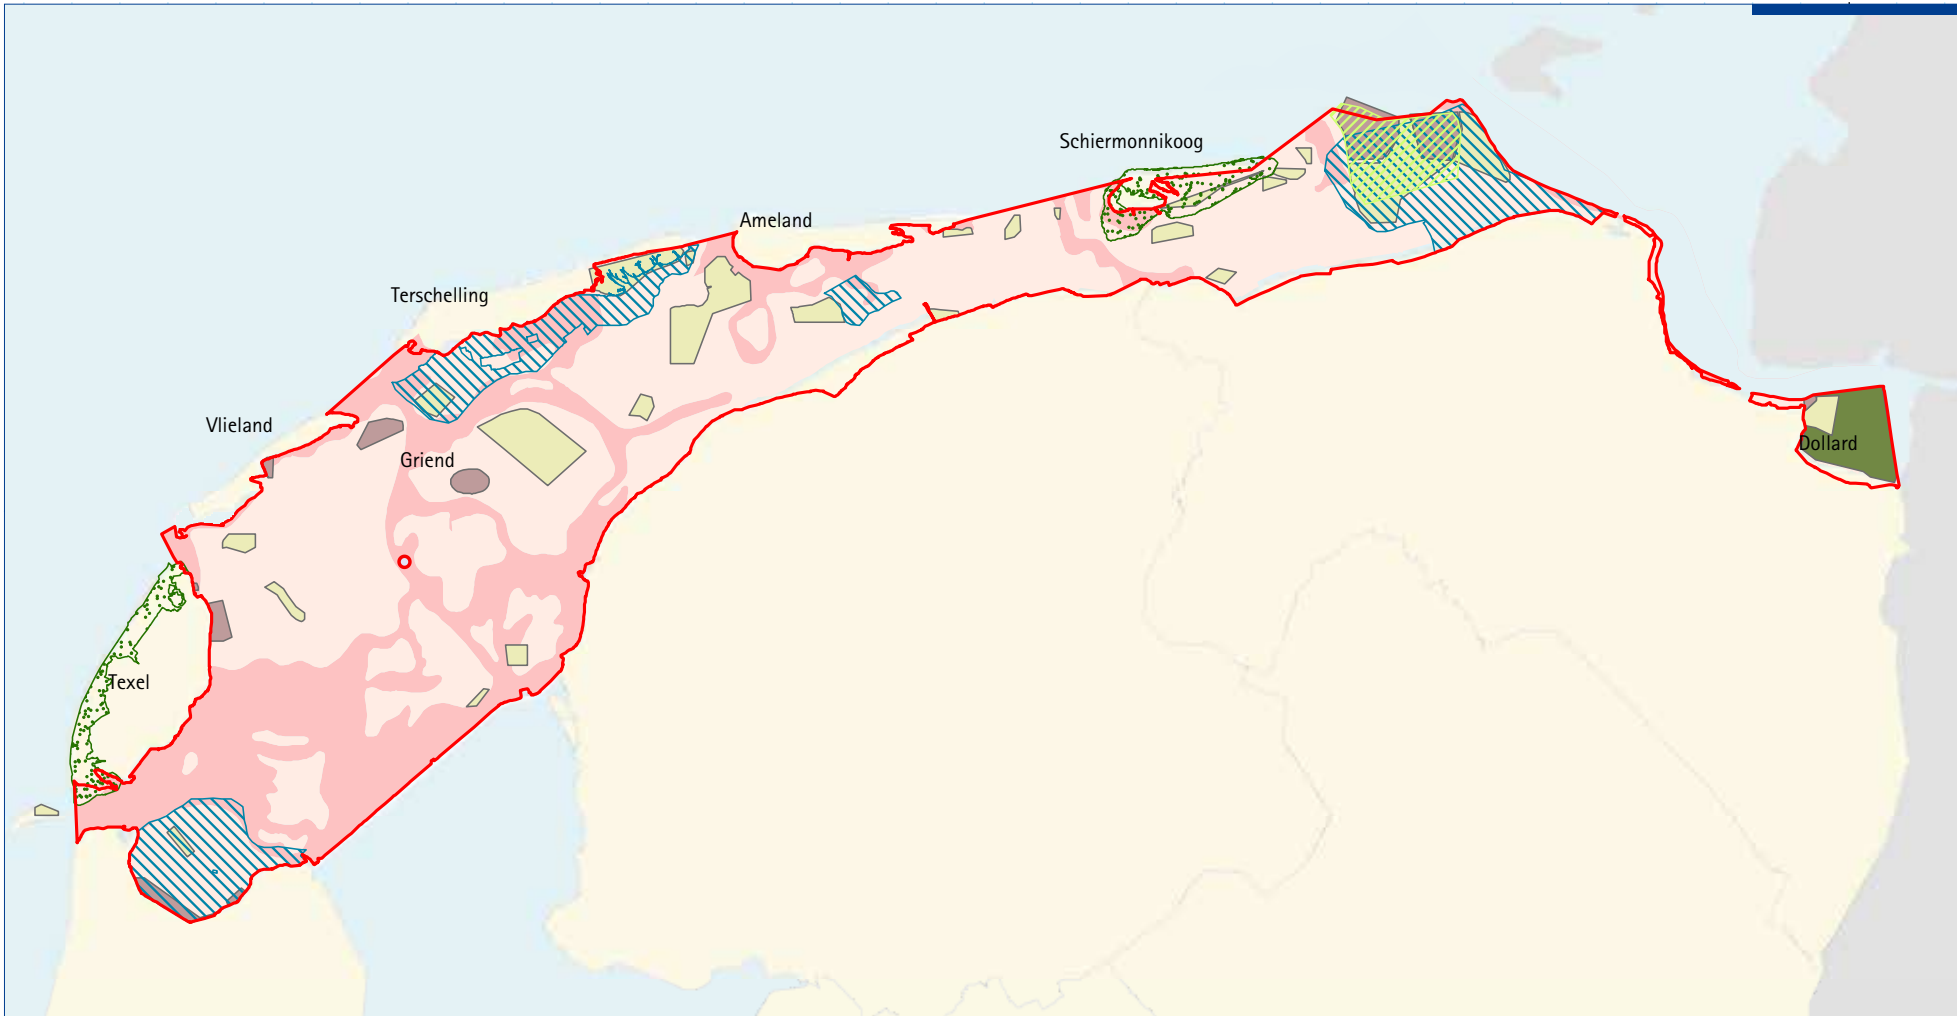 Schiermonnikoog
Ameland
Terschelling
Vlieland
Griend
Dollard
Texel